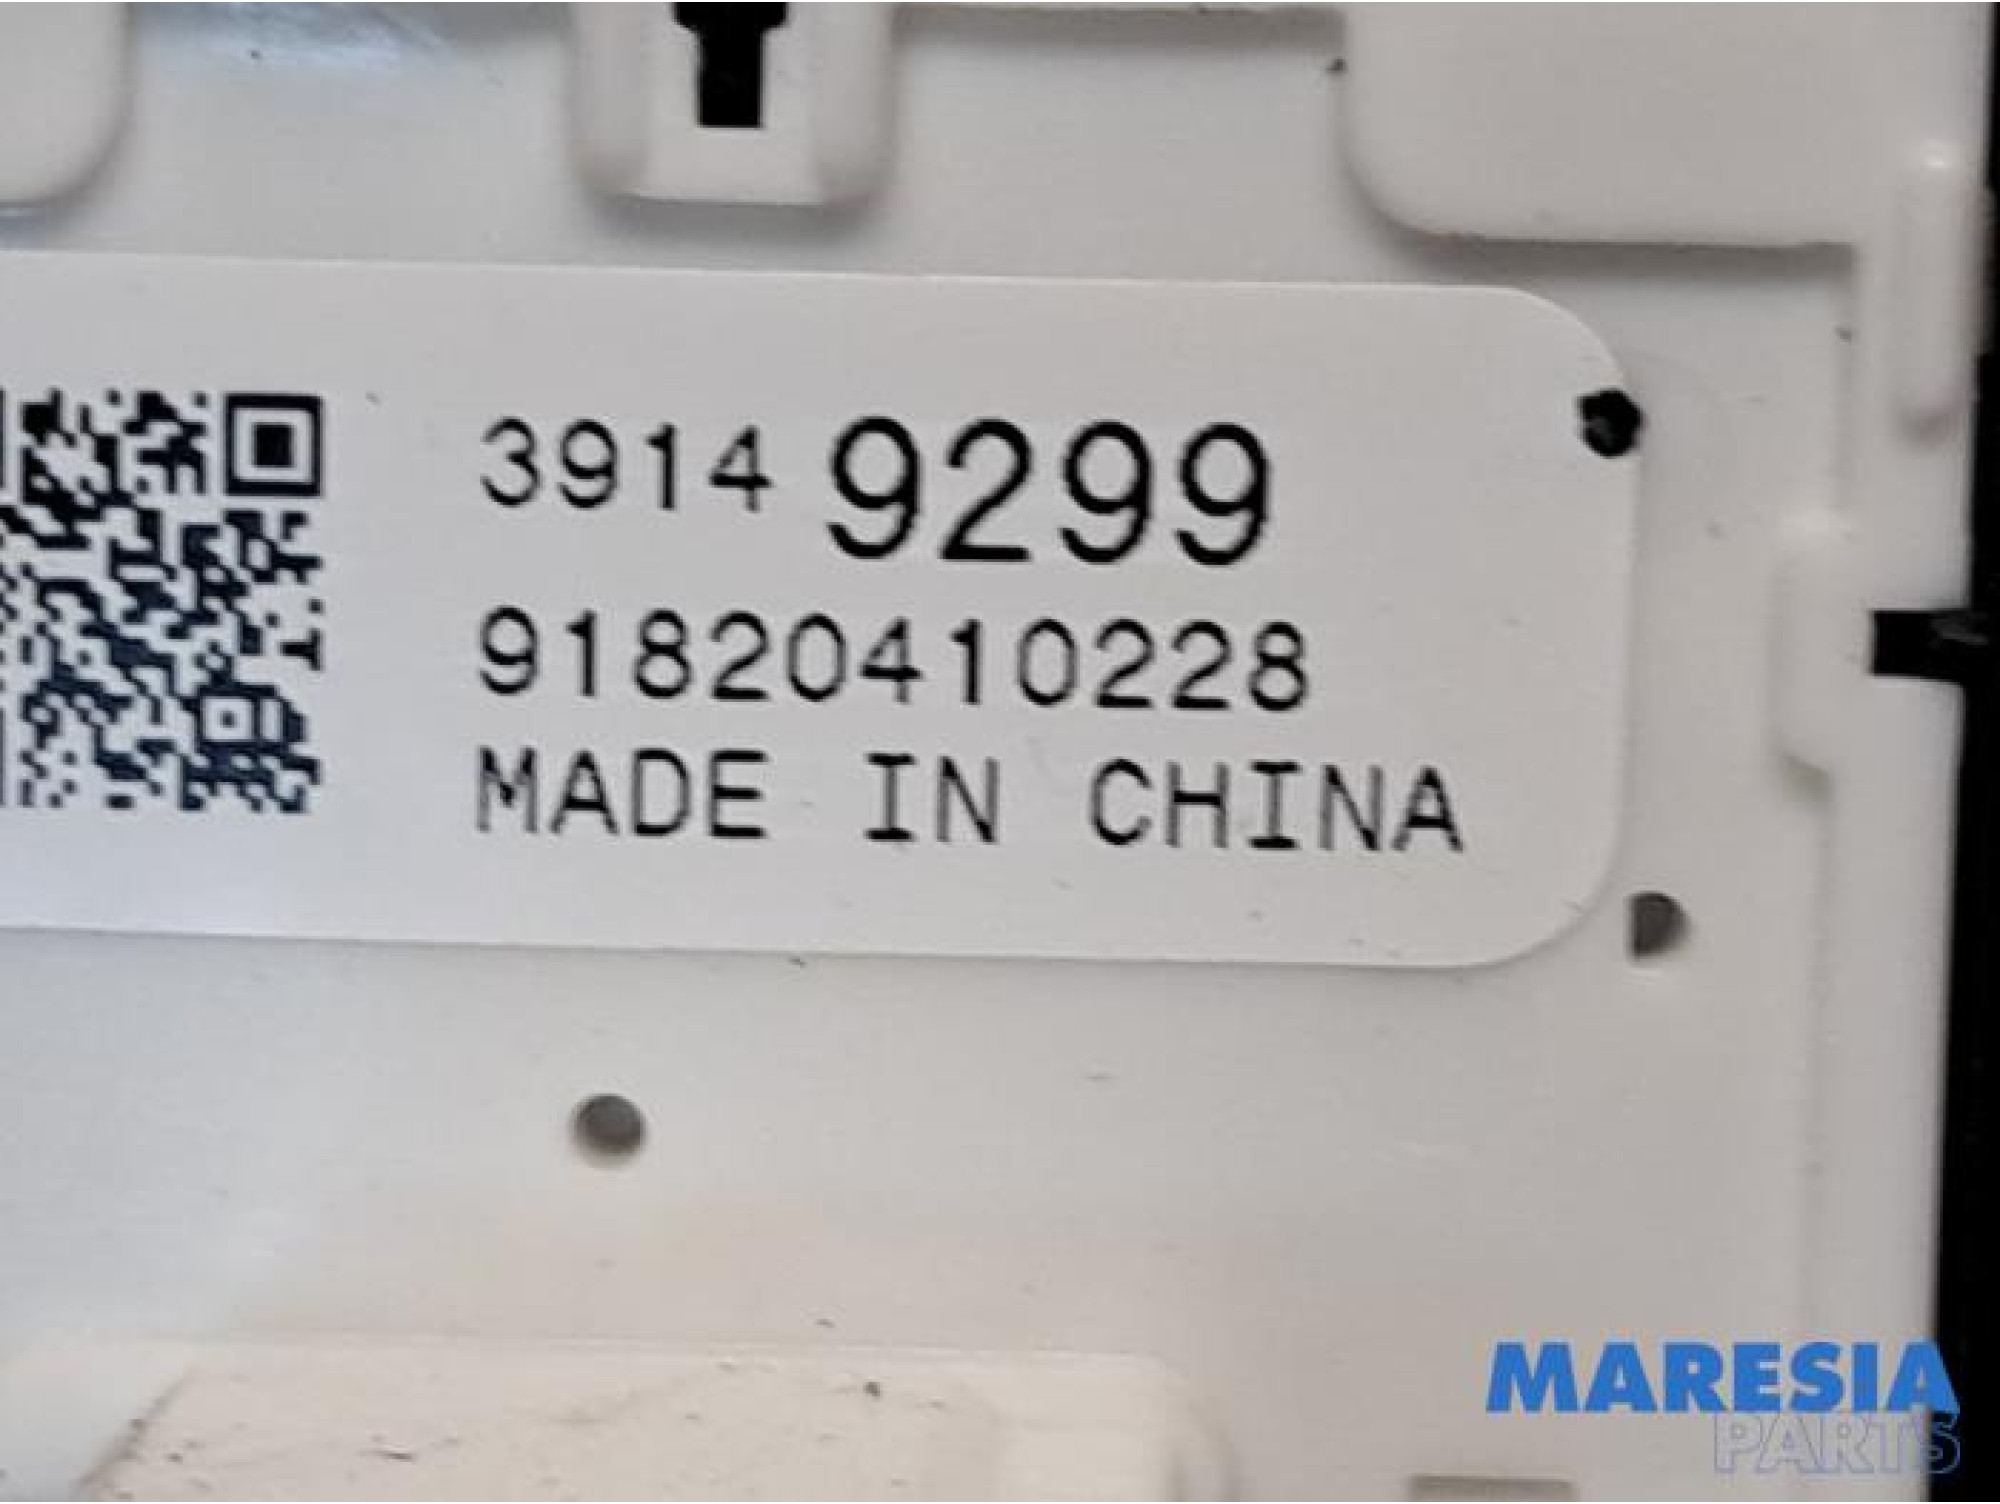 3914 9299
91820410228
MADE IN CHINA
MARESIA
PARTS